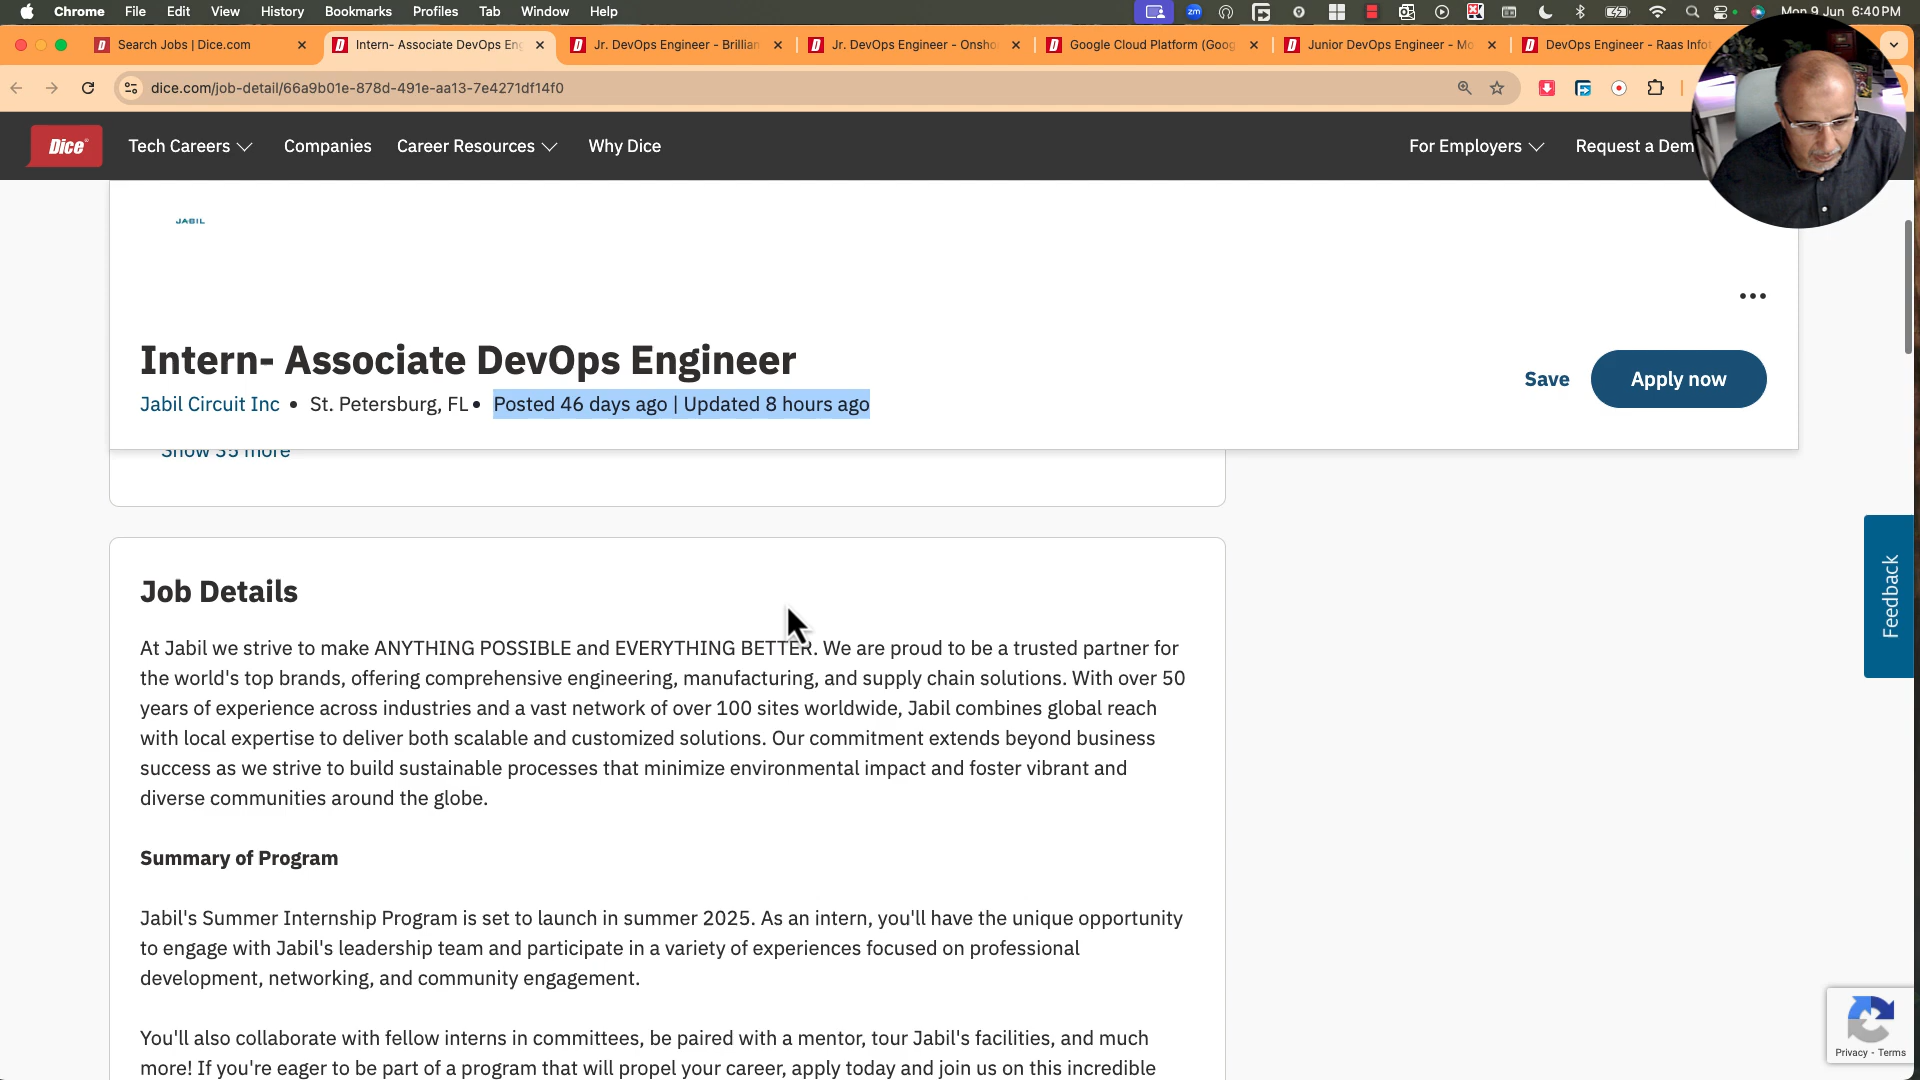 Chrome File Edit View History Bookmarks Profiles Tab Window Help
zm
Mon 9 Jun 6:40 PM
Search Jobs | Dice.com
Intern- Associate DevOps En
Jr. DevOps Engineer - Brillian
Jr. DevOps Engineer - Onsho
Google Cloud Platform (Goog
Junior DevOps Engineer - Mo
DevOps Engineer - Raas Info
dice.com/job-detail/66a9b01e-878d-491e-aa13-7e4271df14f0
Dice
Tech Careers Companies Career Resources Why Dice
For Employers Request a Dem
JABIL
Intern- Associate DevOps Engineer
Jabil Circuit Inc • St. Petersburg, FL • Posted 46 days ago | Updated 8 hours ago
Save Apply now
Show 35 more
Job Details
At Jabil we strive to make ANYTHING POSSIBLE and EVERYTHING BETTER. We are proud to be a trusted partner for
the world's top brands, offering comprehensive engineering, manufacturing, and supply chain solutions. With over 50
years of experience across industries and a vast network of over 100 sites worldwide, Jabil combines global reach
with local expertise to deliver both scalable and customized solutions. Our commitment extends beyond business
success as we strive to build sustainable processes that minimize environmental impact and foster vibrant and
diverse communities around the globe.
Summary of Program
Jabil's Summer Internship Program is set to launch in summer 2025. As an intern, you'll have the unique opportunity
to engage with Jabil's leadership team and participate in a variety of experiences focused on professional
development, networking, and community engagement.
You'll also collaborate with fellow interns in committees, be paired with a mentor, tour Jabil's facilities, and much
more! If you're eager to be part of a program that will propel your career, apply today and join us on this incredible
Feedback
Privacy - Terms